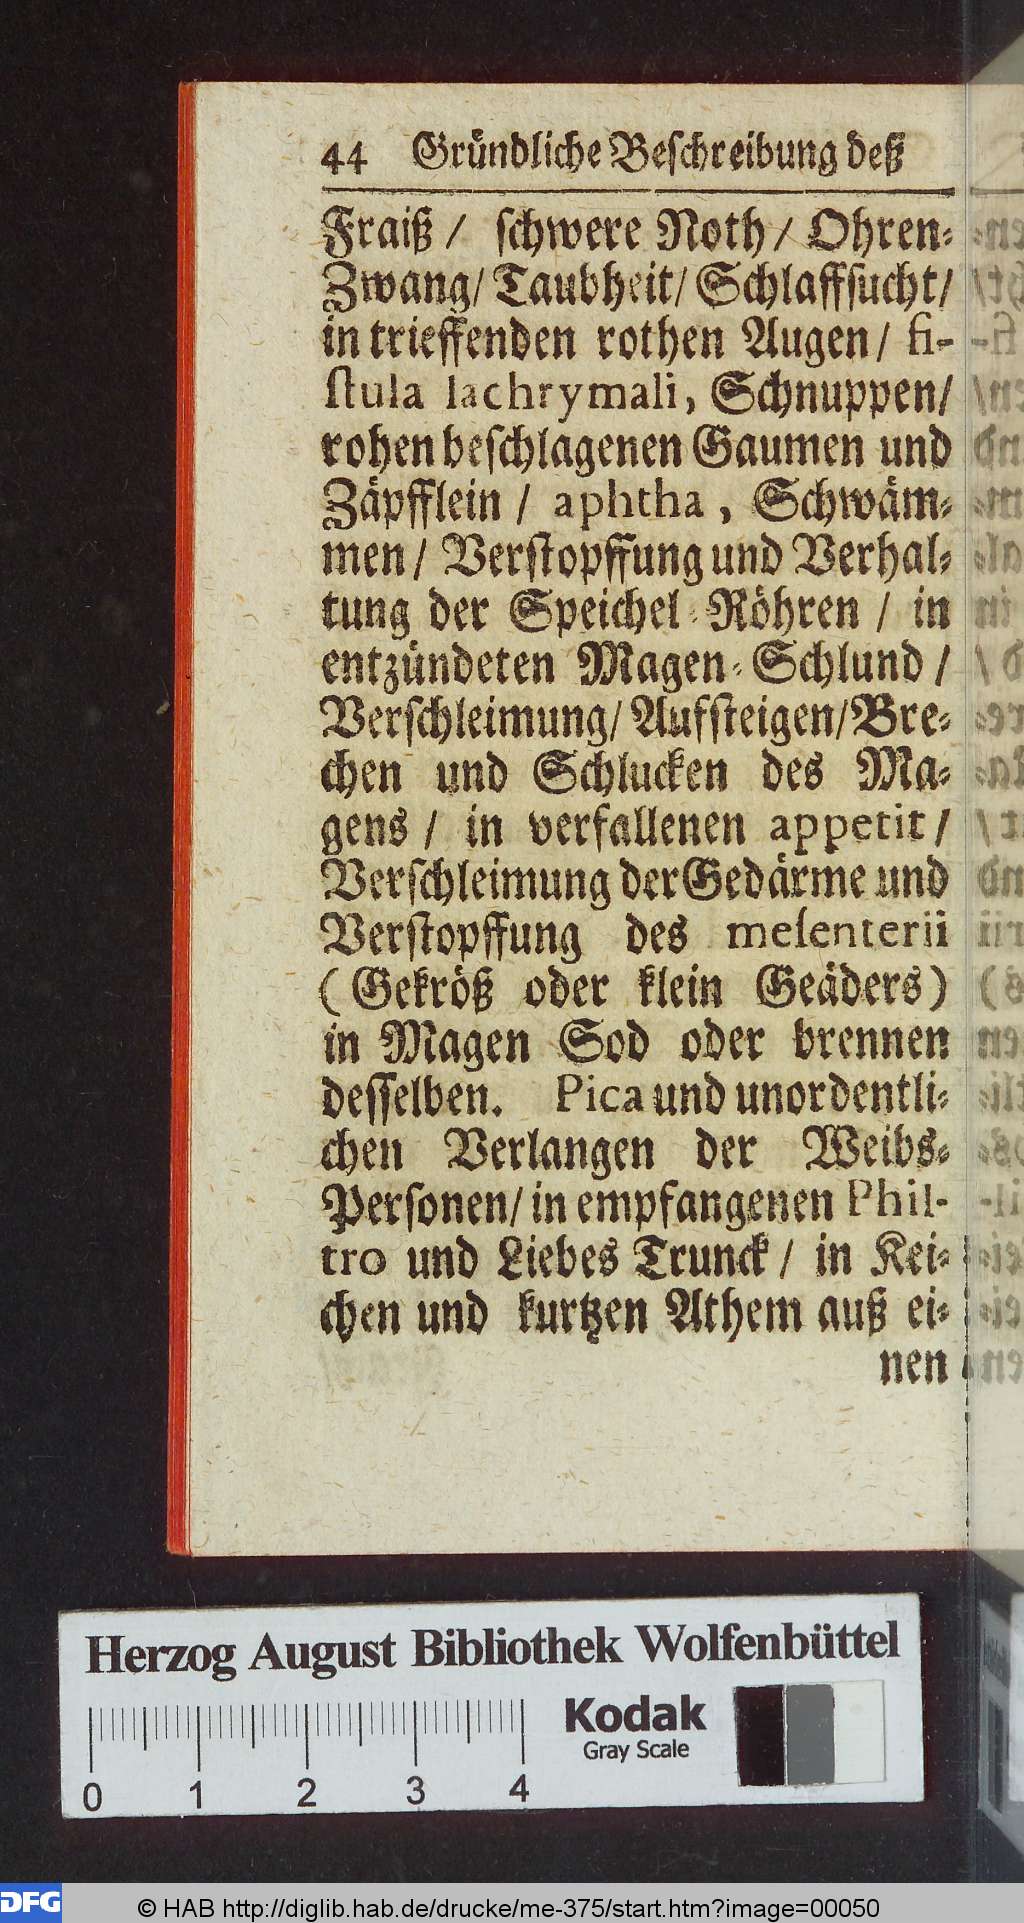 44 Gründliche Beschreibung deß
Fraiß / schwere Noth / Ohren-
Zwang / Taubheit / Schlaffsucht /
in trieffenden rothen Augen / fi-
stula lachrymali, Schnuppen /
rohen beschlagenen Gaumen und
Zäpfflein / aphtha, Schwäm-
men / Verstopffung und Verhal-
tung der Speichel-Röhren / in
entzündeten Magen-Schlund /
Verschleimung / Aufsteigen / Bre-
chen und Schlucken des Ma-
gens / in verfallenen appetit /
Verschleimung der Gedärme und
Verstopffung des melenterii
(Gekröß oder klein Geäders)
in Magen Sod oder brennen
desselben. Pica und unordentli-
chen Verlangen der Weibs-
Personen / in empfangenen Phil-
tro und Liebes Trunck / in Kei-
chen und kurtzen Athem auß ei-
nen
Herzog August Bibliothek Wolfenbüttel
Kodak
Gray Scale
0 1 2 3 4
DFG
© HAB http://diglib.hab.de/drucke/me-375/start.htm?image=00050